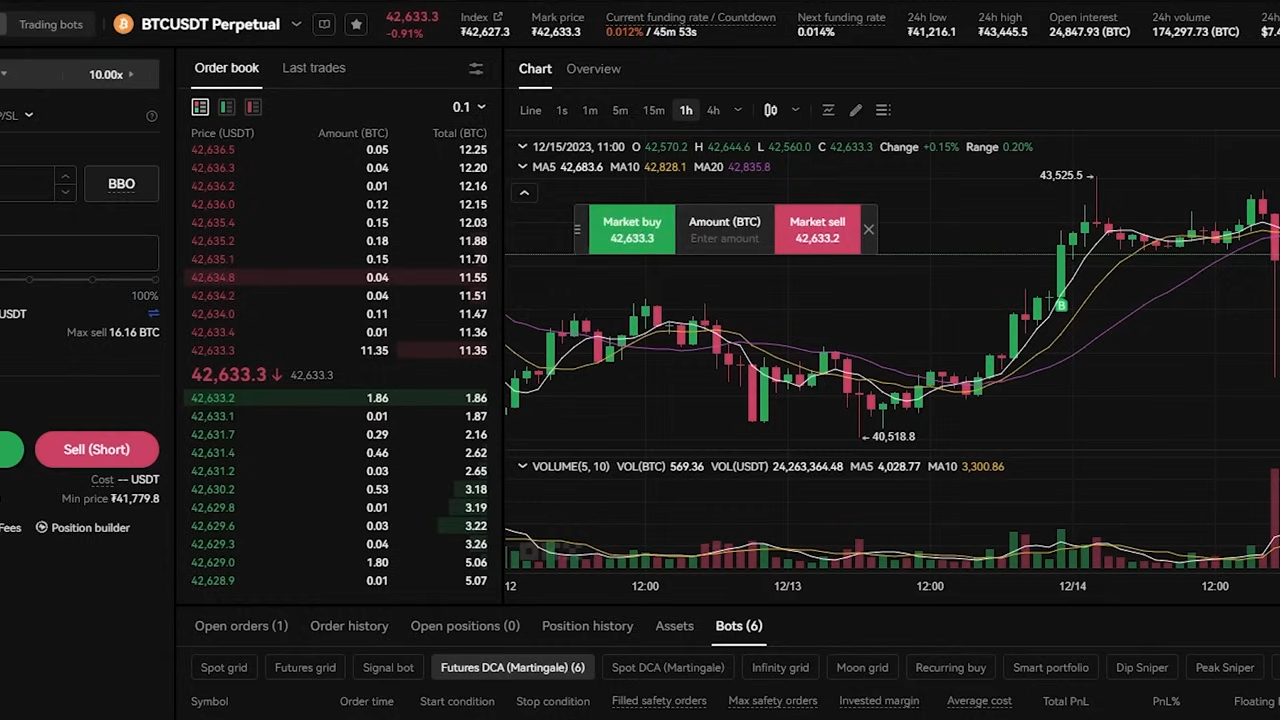 Trading bots
BTCUSDT Perpetual
42,633.3
-0.91%
Index
₮42,627.3
Mark price
₮42,633.3
Current funding rate / Countdown
0.012% / 45m 53s
Next funding rate
0.014%
24h low
₮41,216.1
24h high
₮43,445.5
Open interest
24,847.93 (BTC)
24h volume
174,297.73 (BTC)
10.00x
P/SL
BBO
100%
USDT
Max sell 16.16 BTC
Sell (Short)
Cost — USDT
Min price ₮41,779.8
Fees
Position builder
Order book
Last trades
0.1
Price (USDT) Amount (BTC) Total (BTC)
42,636.5 0.05 12.25
42,636.3 0.04 12.20
42,636.2 0.01 12.16
42,636.0 0.12 12.15
42,635.4 0.15 12.03
42,635.2 0.18 11.88
42,635.1 0.15 11.70
42,634.8 0.04 11.55
42,634.2 0.04 11.51
42,634.0 0.11 11.47
42,633.4 0.01 11.36
42,633.3 11.35 11.35
42,633.3 42,633.3
42,633.2 1.86 1.86
42,633.1 0.01 1.87
42,631.7 0.29 2.16
42,631.4 0.46 2.62
42,631.2 0.03 2.65
42,630.2 0.53 3.18
42,629.8 0.01 3.19
42,629.6 0.03 3.22
42,629.3 0.04 3.26
42,629.0 1.80 5.06
42,628.9 0.01 5.07
Chart
Overview
Line 1s 1m 5m 15m 1h 4h
12/15/2023, 11:00 O 42,570.2 H 42,644.6 L 42,560.0 C 42,633.3 Change +0.15% Range 0.20%
MA5 42,683.6 MA10 42,828.1 MA20 42,835.8
Market buy
42,633.3
Amount (BTC)
Enter amount
Market sell
42,633.2
43,525.5
B
40,518.8
VOLUME(5, 10) VOL(BTC) 569.36 VOL(USDT) 24,263,364.48 MA5 4,028.77 MA10 3,300.86
12 12:00 12/13 12:00 12/14 12:00
Open orders (1) Order history Open positions (0) Position history Assets Bots (6)
Spot grid Futures grid Signal bot Futures DCA (Martingale) (6) Spot DCA (Martingale) Infinity grid Moon grid Recurring buy Smart portfolio Dip Sniper Peak Sniper
Symbol Order time Start condition Stop condition Filled safety orders Max safety orders Invested margin Average cost Total PnL PnL% Floating